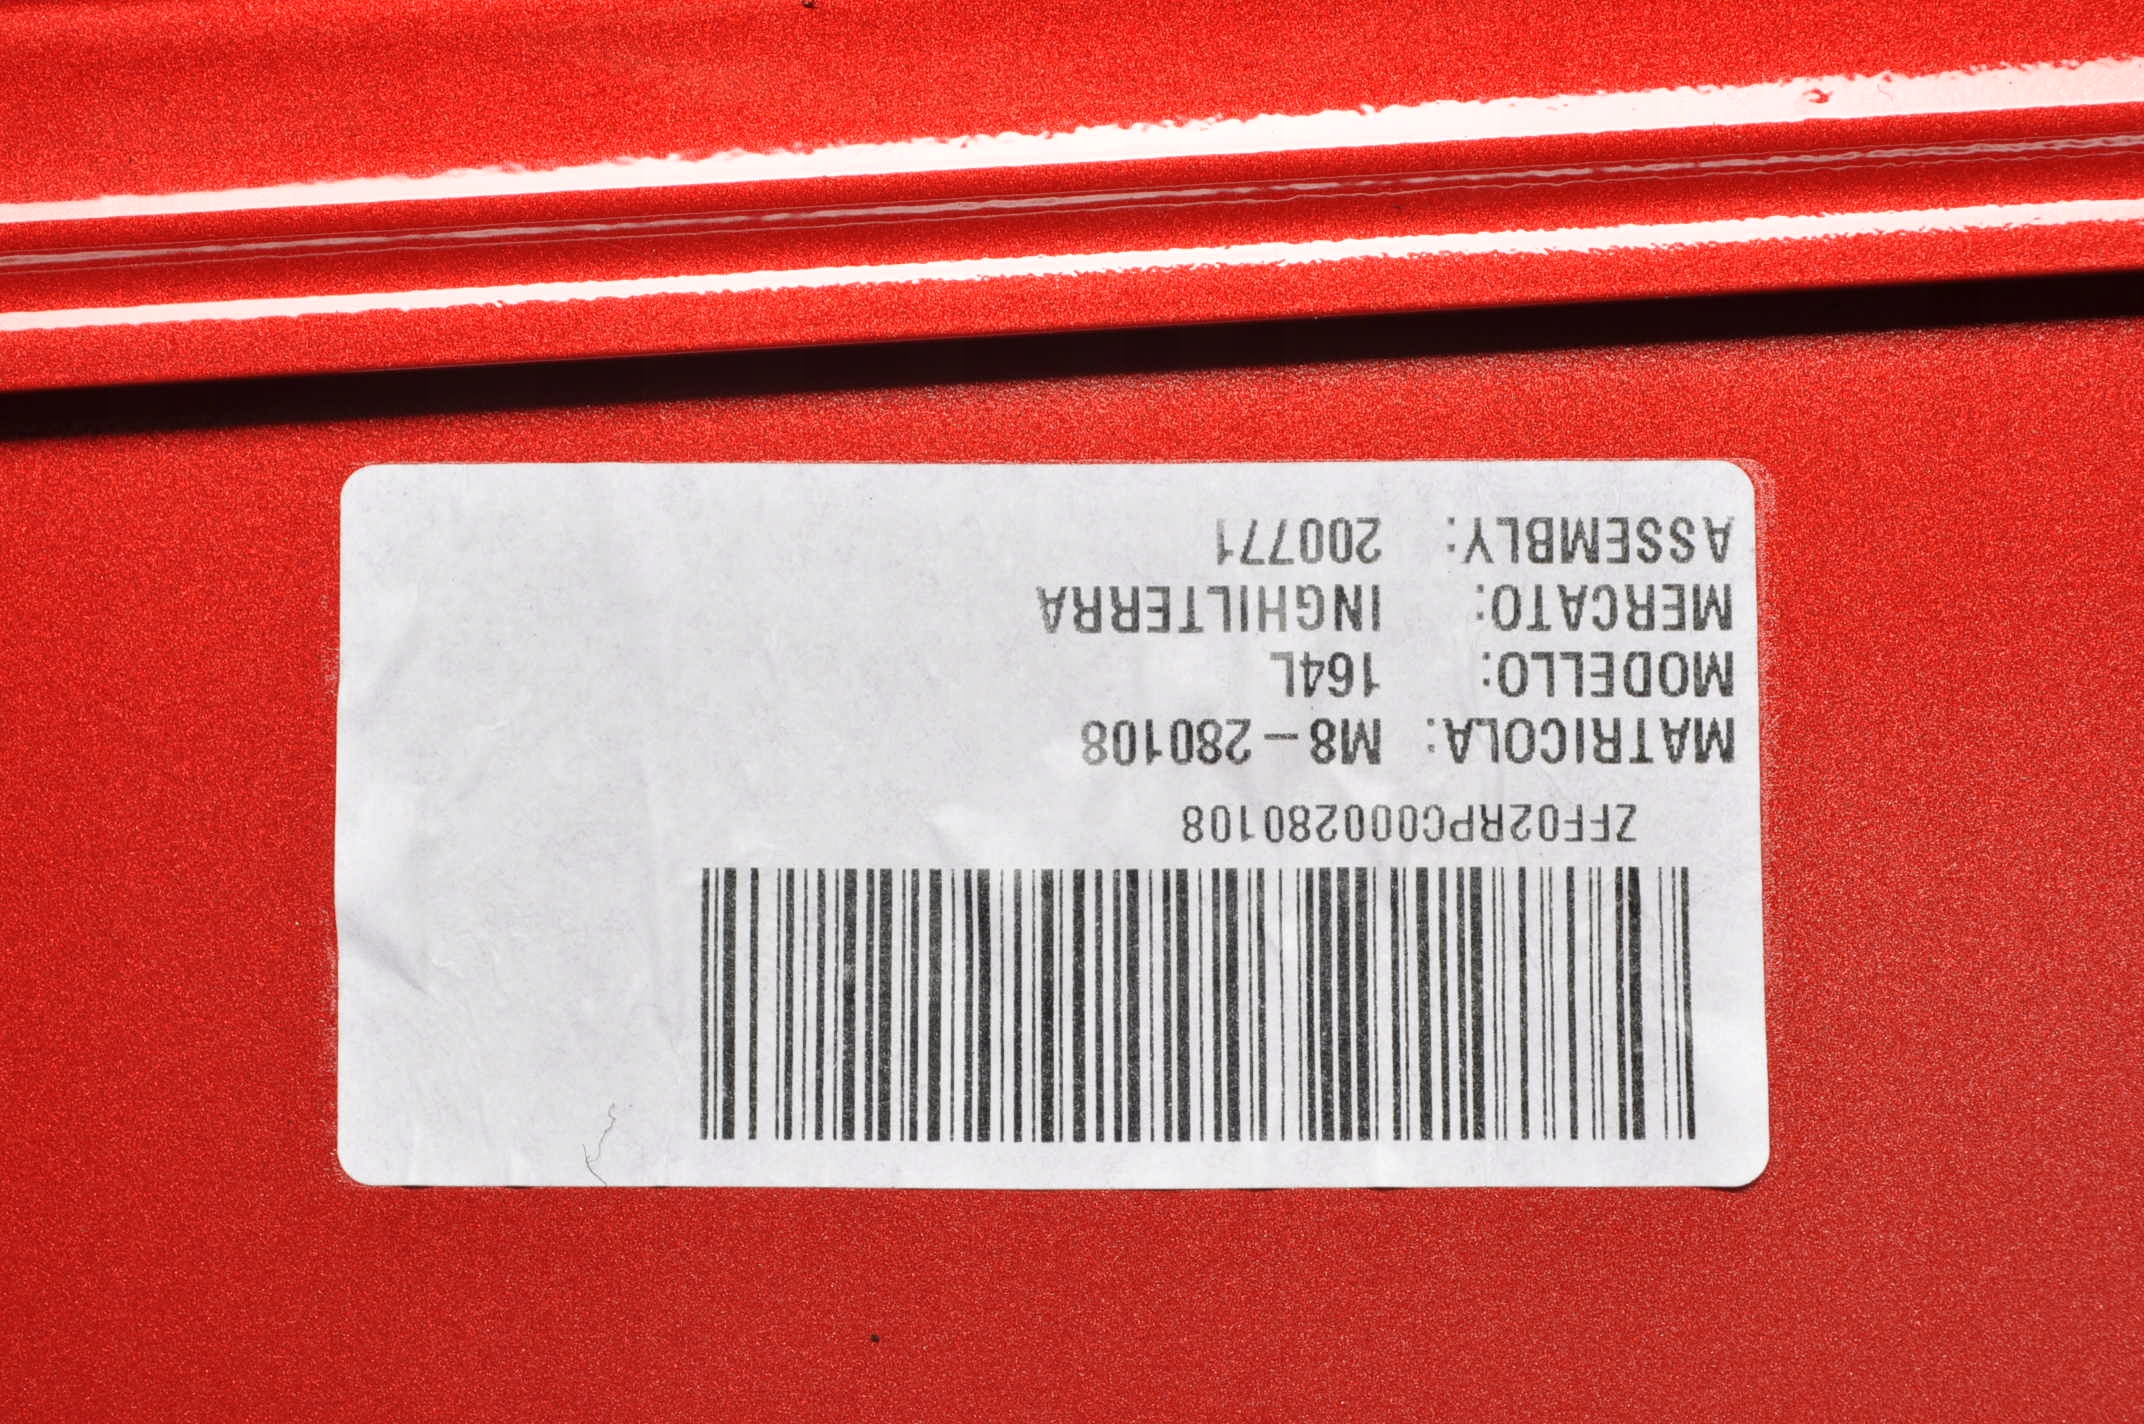 ZFF02RPC000280108
MATRICOLA: M8-280108
MODELLO: 164L
MERCATO: INGHILTERRA
ASSEMBLY: 200771